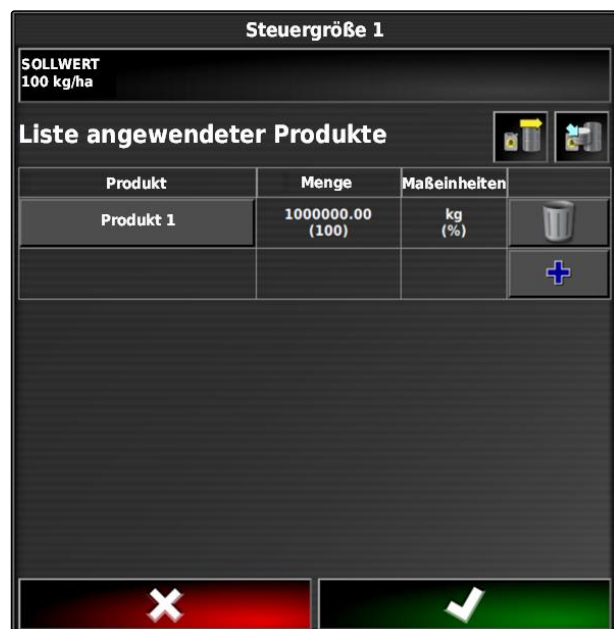 Steuergröße 1
SOLLWERT
100 kg/ha
Liste angewendeter Produkte
Produkt Menge Maßeinheiten
Produkt 1 1000000.00 kg
(100) (%)